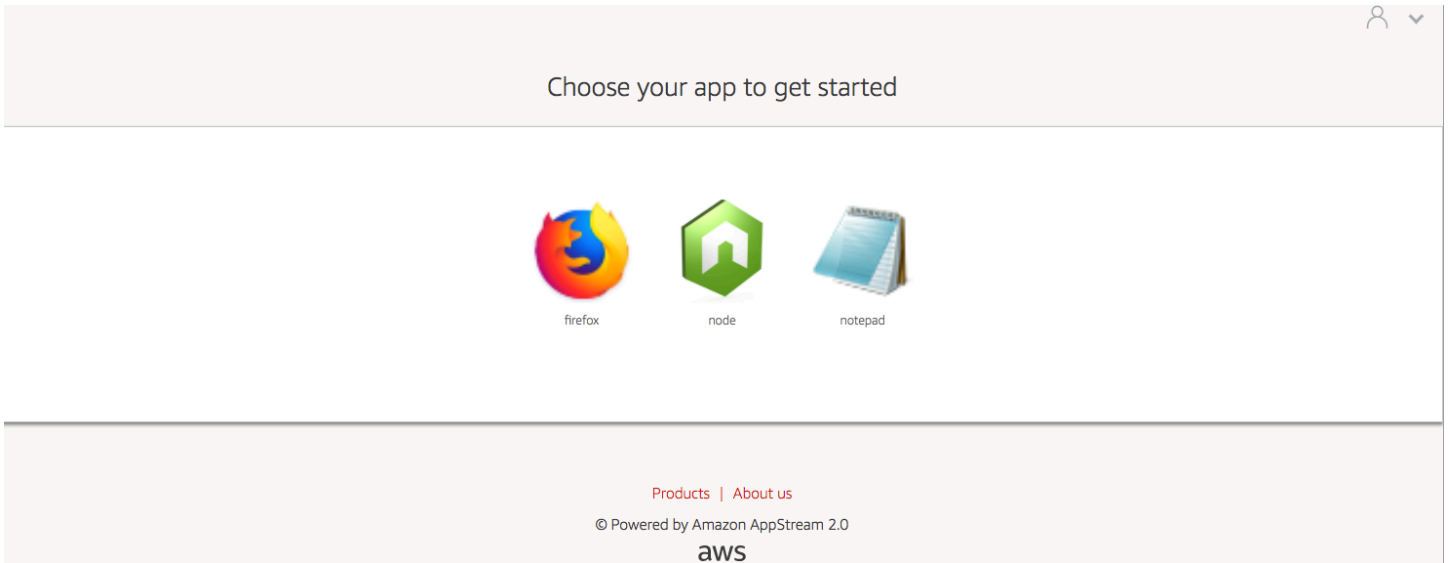 Choose your app to get started
firefox node notepad
Products | About us
© Powered by Amazon AppStream 2.0
aws